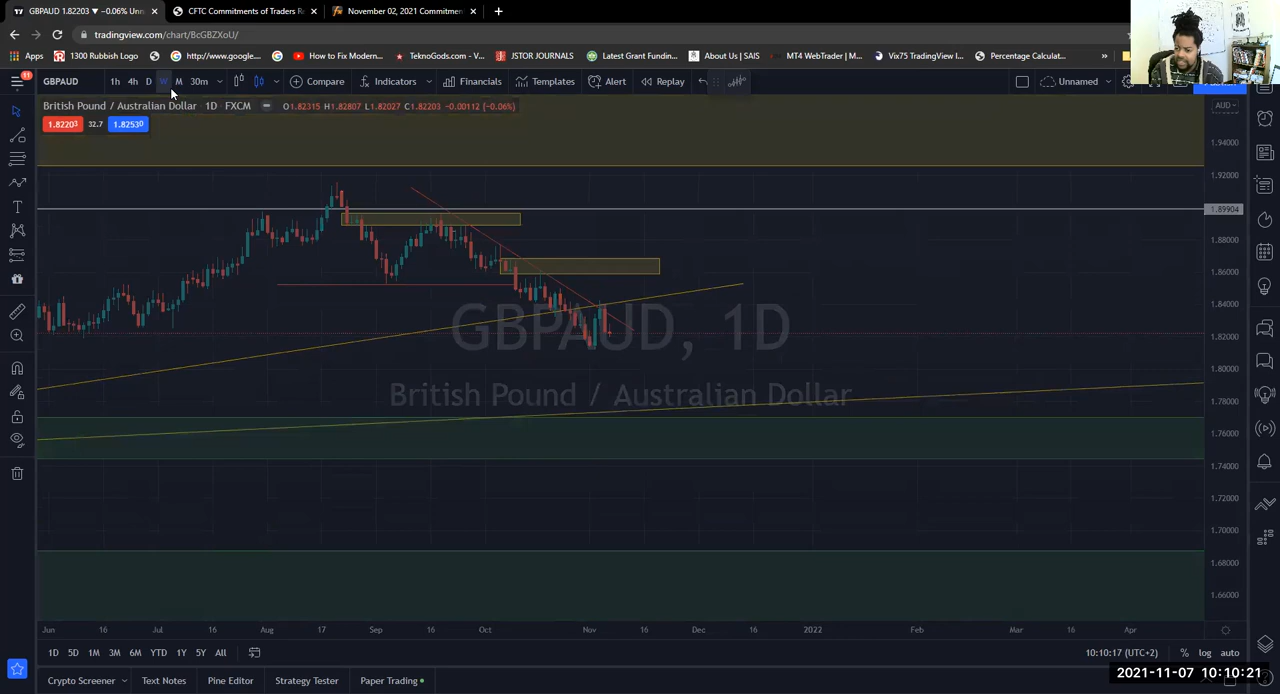 GBPAUD 1.82203 ▼ −0.06% Unn
CFTC Commitments of Traders Re
November 02, 2021 Commitment
tradingview.com/chart/BcGBZXoU/
Apps
1300 Rubbish Logo
http://www.google....
How to Fix Modern...
TeknoGods.com - V...
JSTOR JOURNALS
Latest Grant Fundin...
About Us | SAIS
MT4 WebTrader | M...
Vix75 TradingView I...
Percentage Calculat...
»
11
GBPAUD
1h 4h D W M 30m
Compare
Indicators
Financials
Templates
Alert
Replay
Unnamed
British Pound / Australian Dollar · 1D · FXCM
O1.82315 H1.82807 L1.82027 C1.82203 −0.00112 (−0.06%)
AUD
1.82203 32.7 1.82530
1.94000
1.92000
1.89904
1.88000
1.86000
1.84000
1.82000
1.80000
1.78000
1.76000
1.74000
1.72000
1.70000
1.68000
1.66000
GBPAUD, 1D
British Pound / Australian Dollar
Jun 16 Jul 16 Aug 17 Sep 16 Oct Nov 16 Dec 16 2022 Feb Mar 16 Apr
1D 5D 1M 3M 6M YTD 1Y 5Y All
10:10:17 (UTC+2)
% log auto
Crypto Screener
Text Notes
Pine Editor
Strategy Tester
Paper Trading
2021-11-07 10:10:21